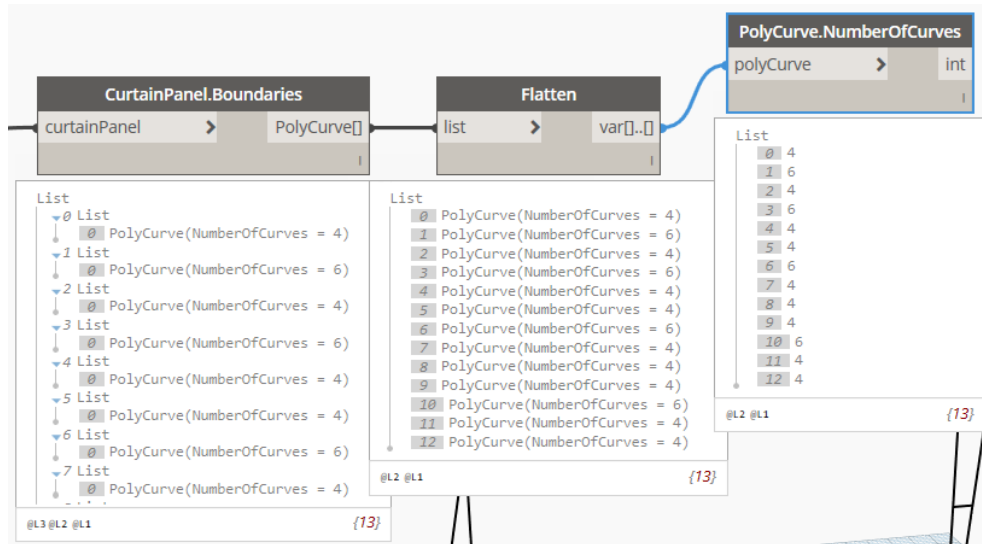 PolyCurve.NumberOfCurves
polyCurve > int
l
CurtainPanel.Boundaries
curtainPanel > PolyCurve[]
l
Flatten
list > var[]..[]
l
List
0 List
0 PolyCurve(NumberOfCurves = 4)
1 List
0 PolyCurve(NumberOfCurves = 6)
2 List
0 PolyCurve(NumberOfCurves = 4)
3 List
0 PolyCurve(NumberOfCurves = 6)
4 List
0 PolyCurve(NumberOfCurves = 4)
5 List
0 PolyCurve(NumberOfCurves = 4)
6 List
0 PolyCurve(NumberOfCurves = 6)
7 List
0 PolyCurve(NumberOfCurves = 4)
@L3 @L2 @L1 {13}
List
0 PolyCurve(NumberOfCurves = 4)
1 PolyCurve(NumberOfCurves = 6)
2 PolyCurve(NumberOfCurves = 4)
3 PolyCurve(NumberOfCurves = 6)
4 PolyCurve(NumberOfCurves = 4)
5 PolyCurve(NumberOfCurves = 4)
6 PolyCurve(NumberOfCurves = 6)
7 PolyCurve(NumberOfCurves = 4)
8 PolyCurve(NumberOfCurves = 4)
9 PolyCurve(NumberOfCurves = 4)
10 PolyCurve(NumberOfCurves = 6)
11 PolyCurve(NumberOfCurves = 4)
12 PolyCurve(NumberOfCurves = 4)
@L2 @L1 {13}
List
0 4
1 6
2 4
3 6
4 4
5 4
6 6
7 4
8 4
9 4
10 6
11 4
12 4
@L2 @L1 {13}